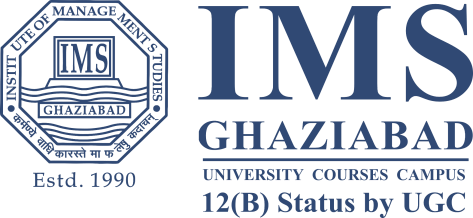 INSTITUTE OF MANAGEMENT STUDIES
IMS
GHAZIABAD
कर्मण्ये वाधिकारस्ते मा फलेषु कदाचन्
Estd. 1990
IMS
GHAZIABAD
UNIVERSITY COURSES CAMPUS
12(B) Status by UGC